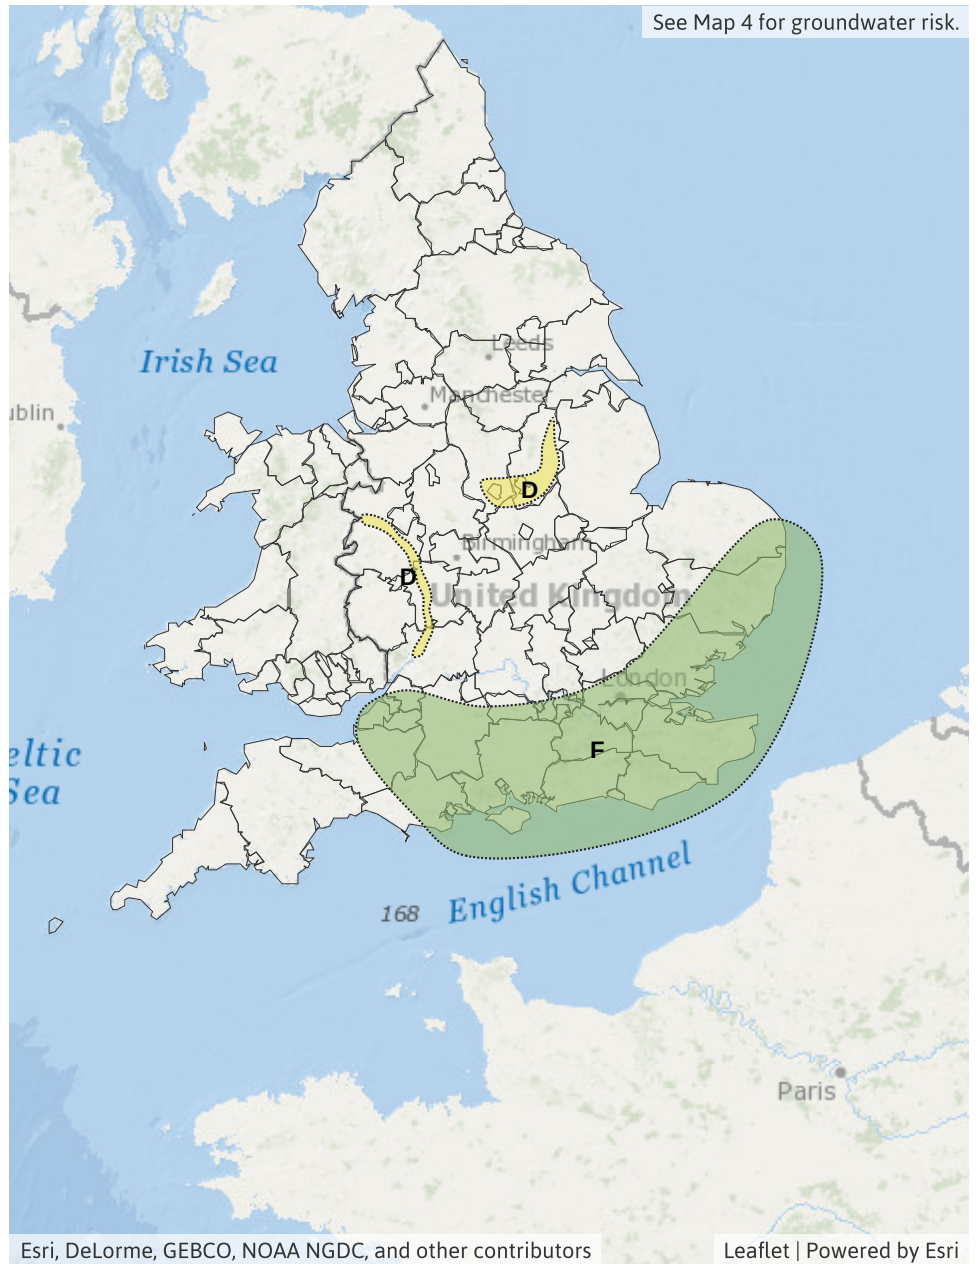 See Map 4 for groundwater risk.
Leeds
Irish Sea
Manchester
ublin
D
Birmingham
D
United Kingdom
London
F
eltic
Sea
English Channel
168
Paris
Esri, DeLorme, GEBCO, NOAA NGDC, and other contributors
Leaflet | Powered by Esri